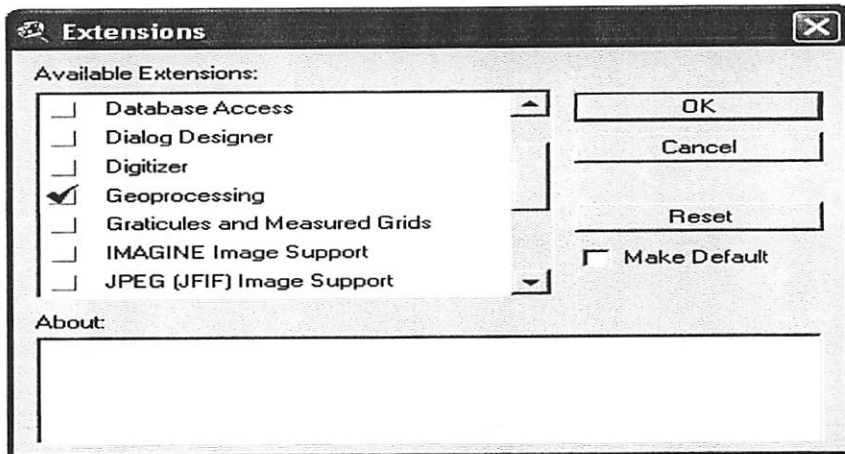 Extensions
Available Extensions:
Database Access
Dialog Designer
Digitizer
Geoprocessing
Graticules and Measured Grids
IMAGINE Image Support
JPEG (JFIF) Image Support
OK
Cancel
Reset
Make Default
About: